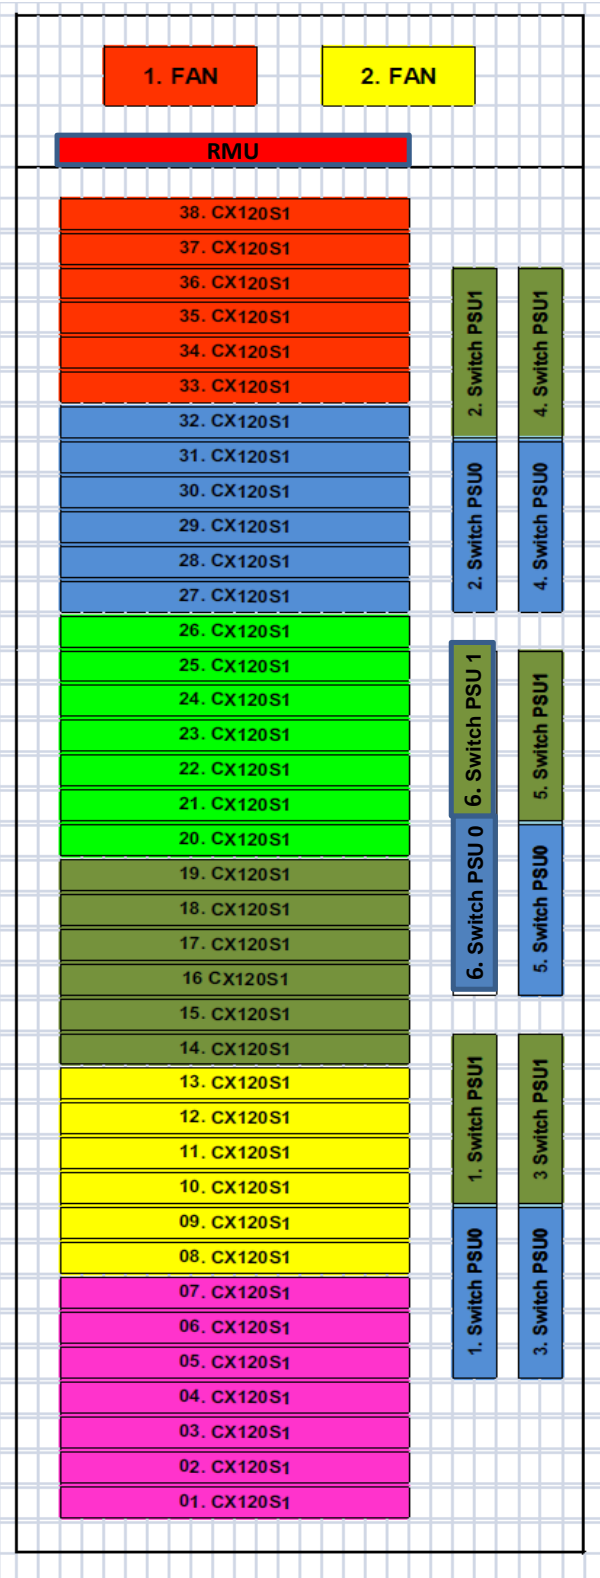 1. FAN
2. FAN
RMU
38. CX120S1
37. CX120S1
36. CX120S1
35. CX120S1
34. CX120S1
33. CX120S1
32. CX120S1
31. CX120S1
30. CX120S1
29. CX120S1
28. CX120S1
27. CX120S1
26. CX120S1
25. CX120S1
24. CX120S1
23. CX120S1
22. CX120S1
21. CX120S1
20. CX120S1
19. CX120S1
18. CX120S1
17. CX120S1
16 CX120S1
15. CX120S1
14. CX120S1
13. CX120S1
12. CX120S1
11. CX120S1
10. CX120S1
09. CX120S1
08. CX120S1
07. CX120S1
06. CX120S1
05. CX120S1
04. CX120S1
03. CX120S1
02. CX120S1
01. CX120S1
2. Switch PSU1
4. Switch PSU1
2. Switch PSU0
4. Switch PSU0
6. Switch PSU 1
5. Switch PSU1
6. Switch PSU 0
5. Switch PSU0
1. Switch PSU1
3 Switch PSU1
1. Switch PSU0
3. Switch PSU0